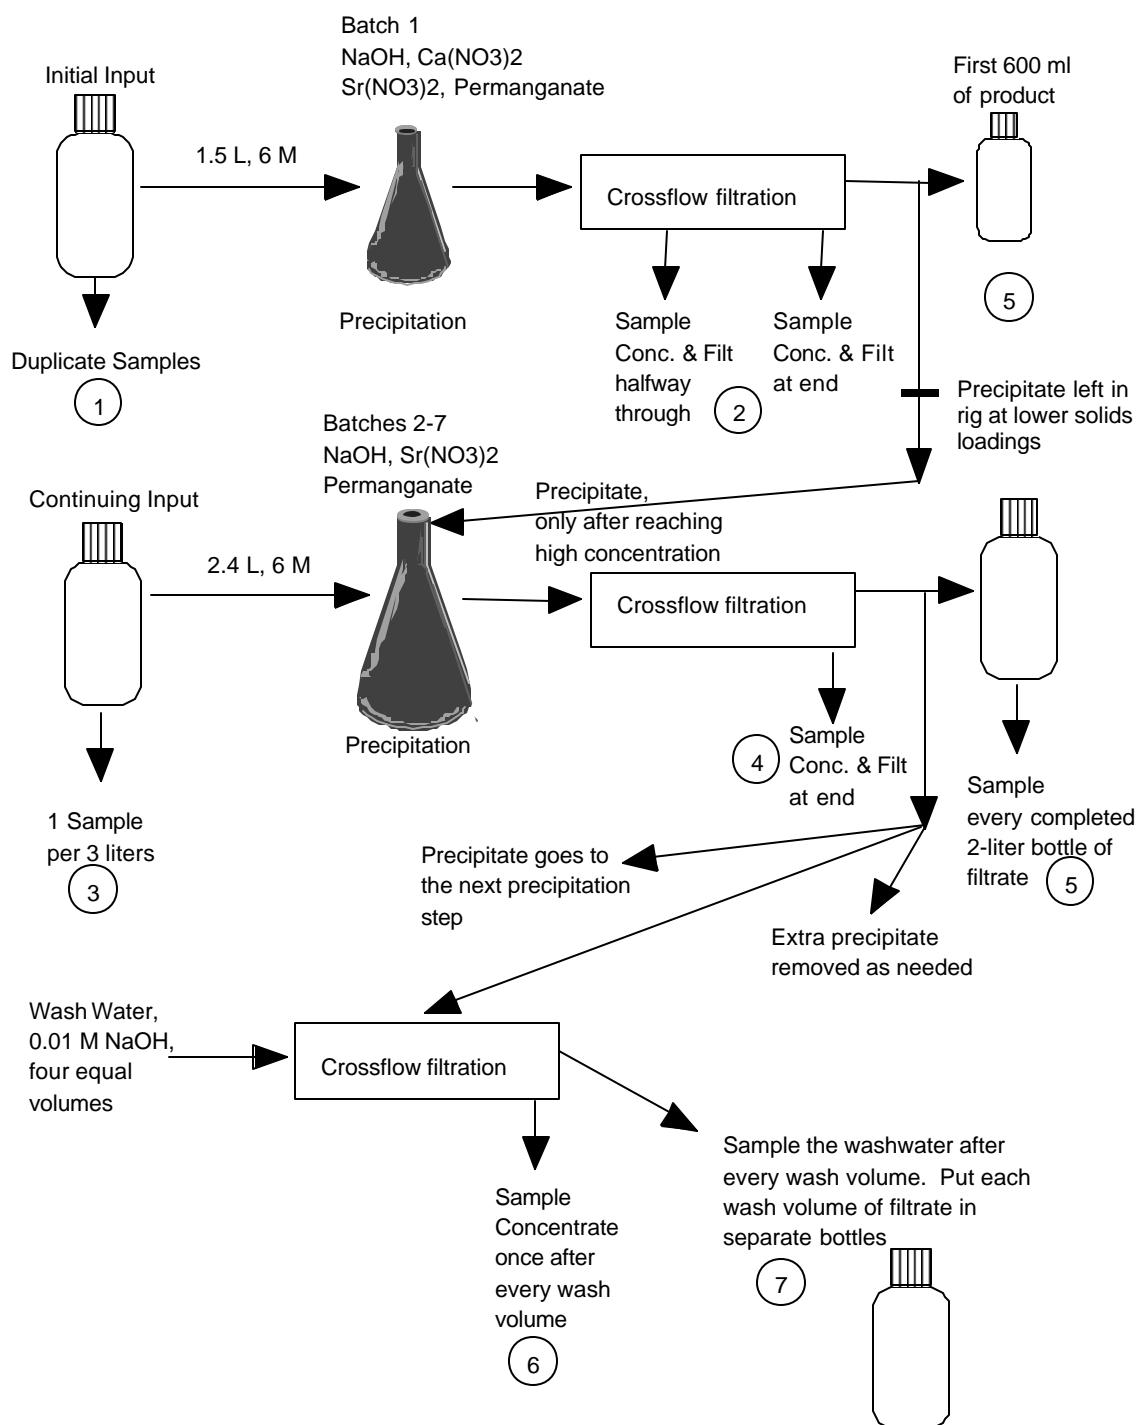 Batch 1
NaOH, Ca(NO3)2
Sr(NO3)2, Permanganate
Initial Input
First 600 ml
of product
1.5 L, 6 M
Crossflow filtration
5
Precipitation
Sample
Conc. & Filt
halfway
through
2
Sample
Conc. & Filt
at end
Duplicate Samples
1
Precipitate left in
rig at lower solids
loadings
Batches 2-7
NaOH, Sr(NO3)2
Permanganate
Continuing Input
Precipitate,
only after reaching
high concentration
2.4 L, 6 M
Crossflow filtration
Precipitation
4
Sample
Conc. & Filt
at end
Sample
every completed
2-liter bottle of
filtrate
5
1 Sample
per 3 liters
3
Precipitate goes to
the next precipitation
step
Extra precipitate
removed as needed
Wash Water,
0.01 M NaOH,
four equal
volumes
Crossflow filtration
Sample the washwater after
every wash volume. Put each
wash volume of filtrate in
separate bottles
7
Sample
Concentrate
once after
every wash
volume
6